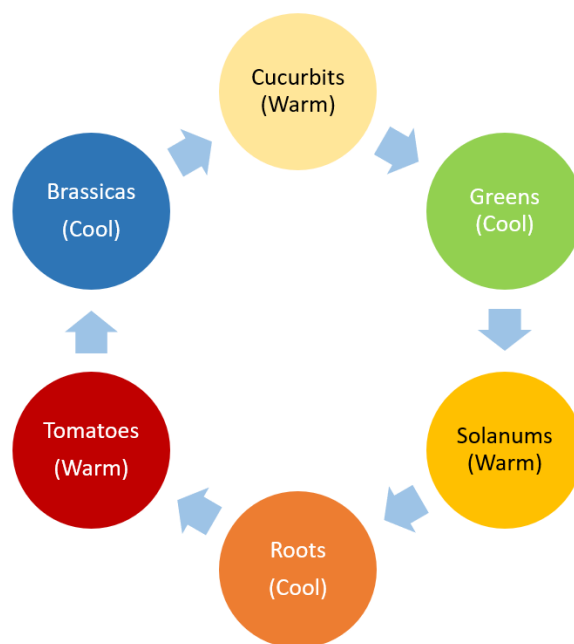 Cucurbits
(Warm)
Greens
(Cool)
Solanums
(Warm)
Roots
(Cool)
Tomatoes
(Warm)
Brassicas
(Cool)